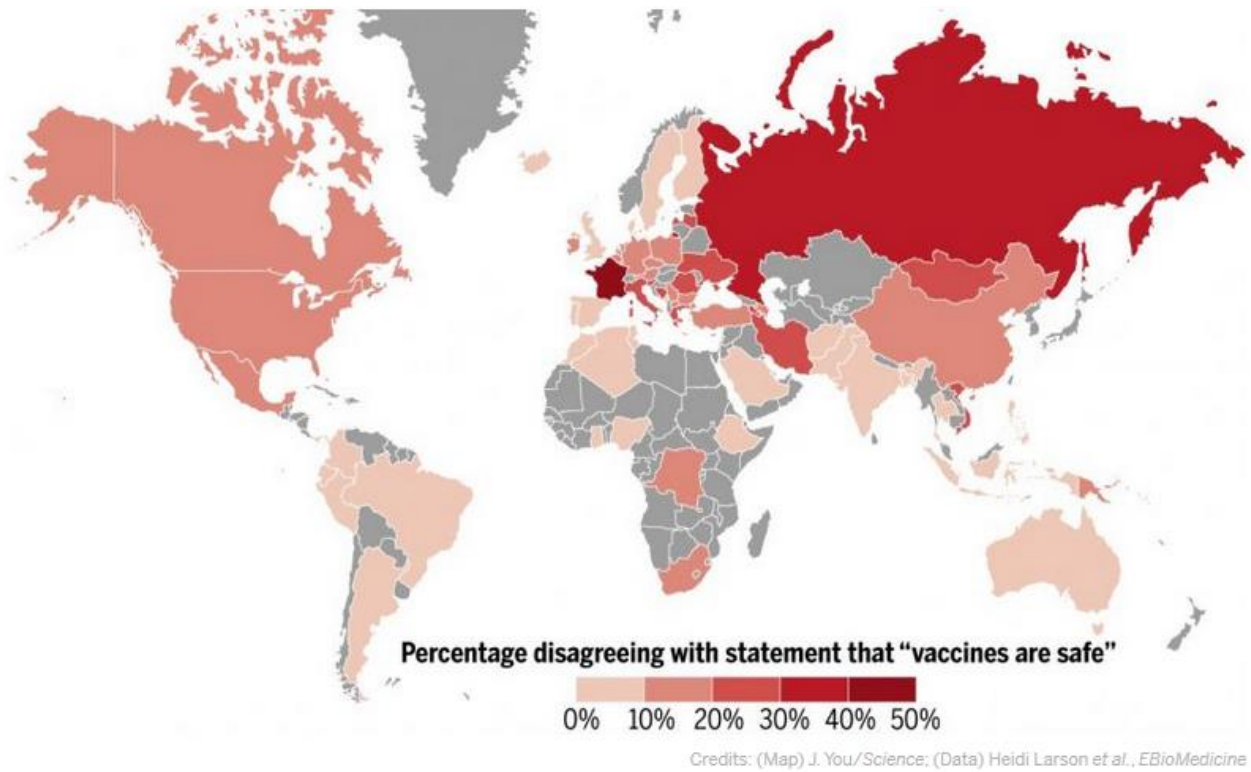 Percentage disagreeing with statement that “vaccines are safe”
0% 10% 20% 30% 40% 50%
Credits: (Map) J. You/Science; (Data) Heidi Larson et al., EBioMedicine